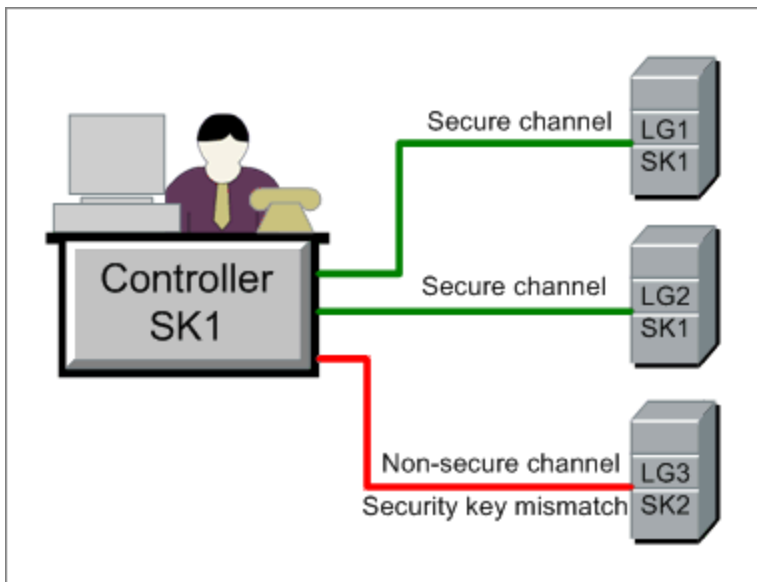 Secure channel
LG1
SK1
Controller
SK1
Secure channel
LG2
SK1
Non-secure channel
Security key mismatch
LG3
SK2